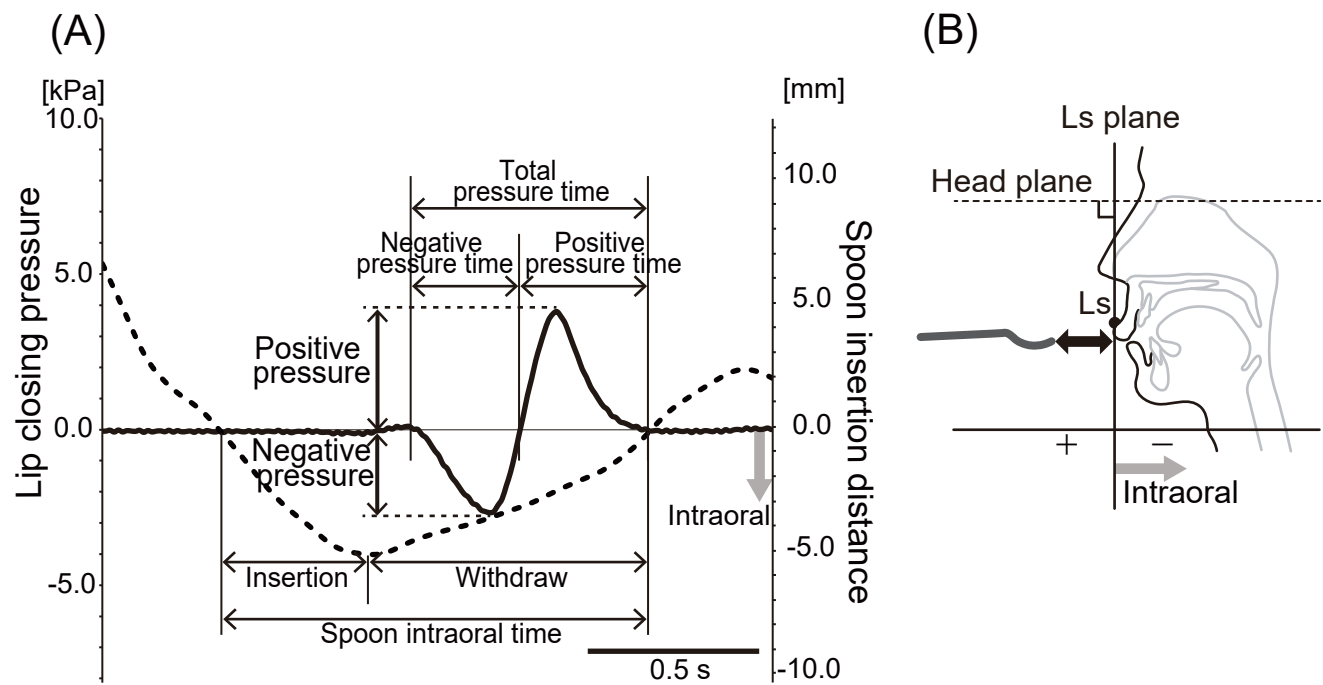 (A)
[kPa]
10.0
5.0
0.0
-5.0
Lip closing pressure
Total
pressure time
Negative
pressure time
Positive
pressure time
Positive
pressure
Negative
pressure
Insertion
Withdraw
Spoon intraoral time
0.5 s
Intraoral
[mm]
10.0
5.0
0.0
-5.0
-10.0
Spoon insertion distance
(B)
Ls plane
Head plane
Ls
+
−
Intraoral